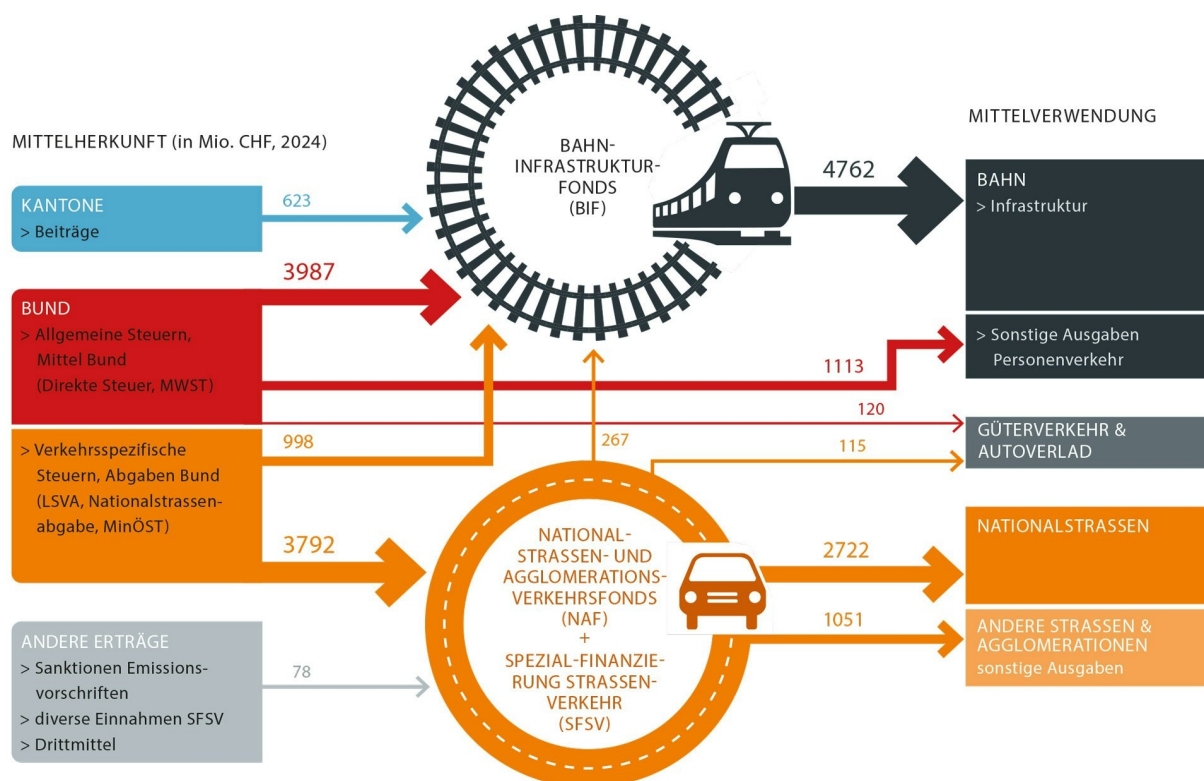 MITTELHERKUNFT (in Mio. CHF, 2024)
KANTONE
> Beiträge
623
BUND
> Allgemeine Steuern,
Mittel Bund
(Direkte Steuer, MWST)
3987
1113
120
> Verkehrsspezifische
Steuern, Abgaben Bund
(LSVA, Nationalstrassen-
abgabe, MinÖST)
998
3792
ANDERE ERTRÄGE
> Sanktionen Emissions-
vorschriften
> diverse Einnahmen SFSV
> Drittmittel
78
BAHN-
INFRASTRUKTUR-
FONDS
(BIF)
267
115
NATIONAL-
STRASSEN- UND
AGGLOMERATIONS-
VERKEHRSFONDS
(NAF)
+
SPEZIAL-FINANZIE-
RUNG STRASSEN-
VERKEHR
(SFSV)
4762
2722
1051
MITTELVERWENDUNG
BAHN
> Infrastruktur
> Sonstige Ausgaben
Personenverkehr
GÜTERVERKEHR &
AUTOVERLAD
NATIONALSTRASSEN
ANDERE STRASSEN &
AGGLOMERATIONEN
sonstige Ausgaben